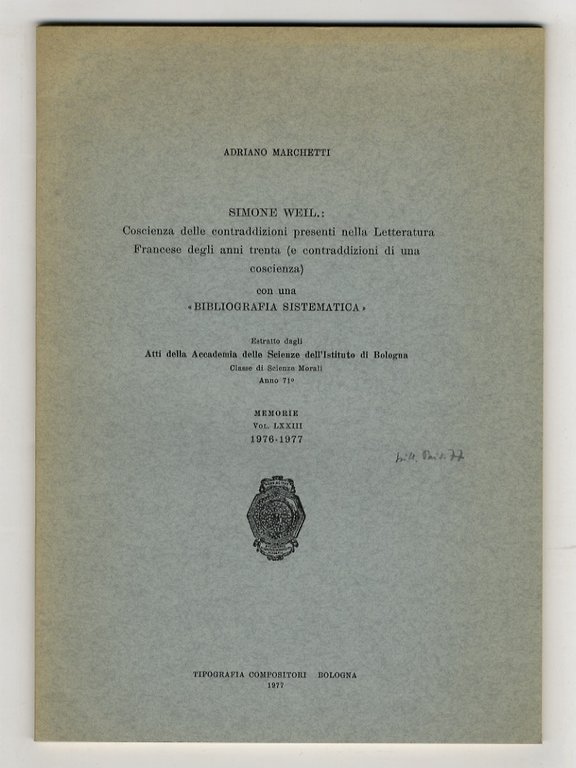 ADRIANO MARCHETTI
SIMONE WEIL.:
Coscienza delle contraddizioni presenti nella Letteratura
Francese degli anni trenta (e contraddizioni di una
coscienza)
con una
«BIBLIOGRAFIA SISTEMATICA»
Estratto dagli
Atti della Accademia delle Scienze dell'Istituto di Bologna
Classe di Scienze Morali
Anno 71º
MEMORIE
VOL. LXXIII
1976-1977
TIPOGRAFIA COMPOSITORI BOLOGNA
1977